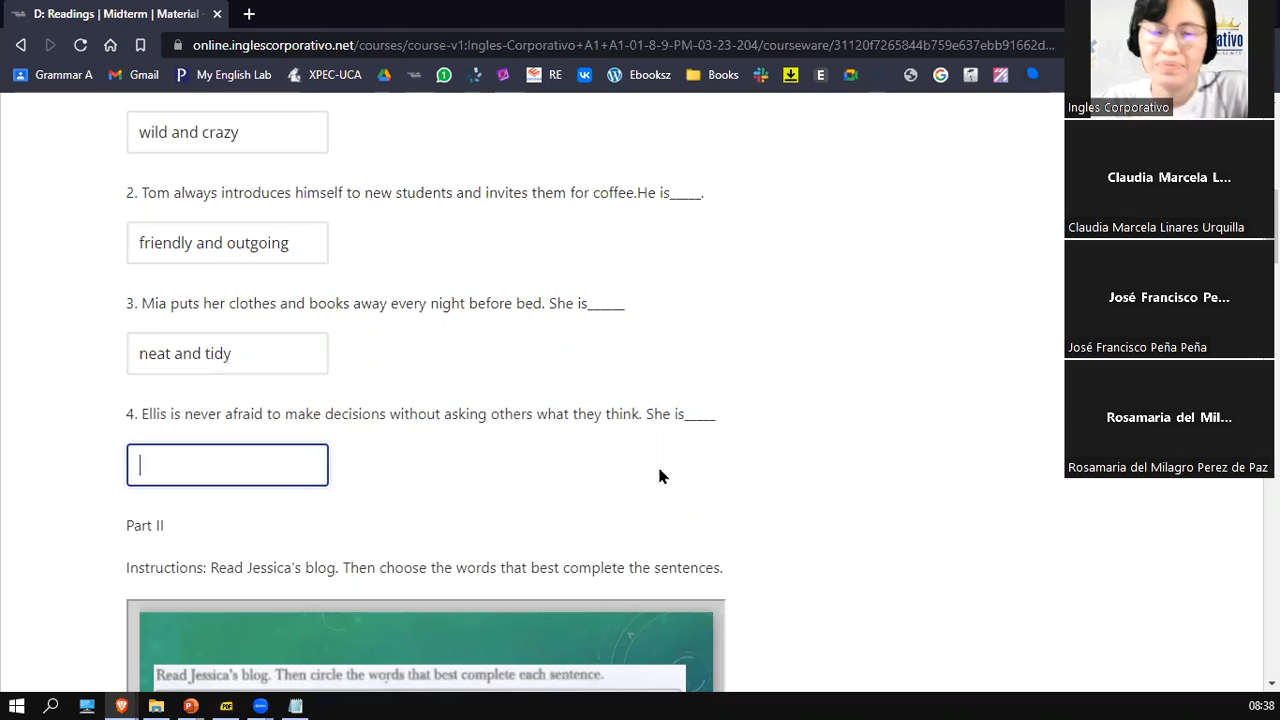 D: Readings | Midterm | Material
online.inglescorporativo.net/courses/course-v1:Ingles-Corporativo+A1+A1-01-8-9-PM-03-23-204/courseware/31120f7265844b759e637ebb91662d...
Grammar A
Gmail
My English Lab
XPEC-UCA
RE
Ebooksz
Books
Ingles Corporativo
wild and crazy
2. Tom always introduces himself to new students and invites them for coffee.He is_____.
friendly and outgoing
3. Mia puts her clothes and books away every night before bed. She is______
neat and tidy
4. Ellis is never afraid to make decisions without asking others what they think. She is_____
Part II
Instructions: Read Jessica's blog. Then choose the words that best complete the sentences.
Read Jessica's blog. Then circle the words that best complete each sentence.
Claudia Marcela L...
Claudia Marcela Linares Urquilla
José Francisco Pe...
José Francisco Peña Peña
Rosamaria del Mil...
Rosamaria del Milagro Perez de Paz
08:38